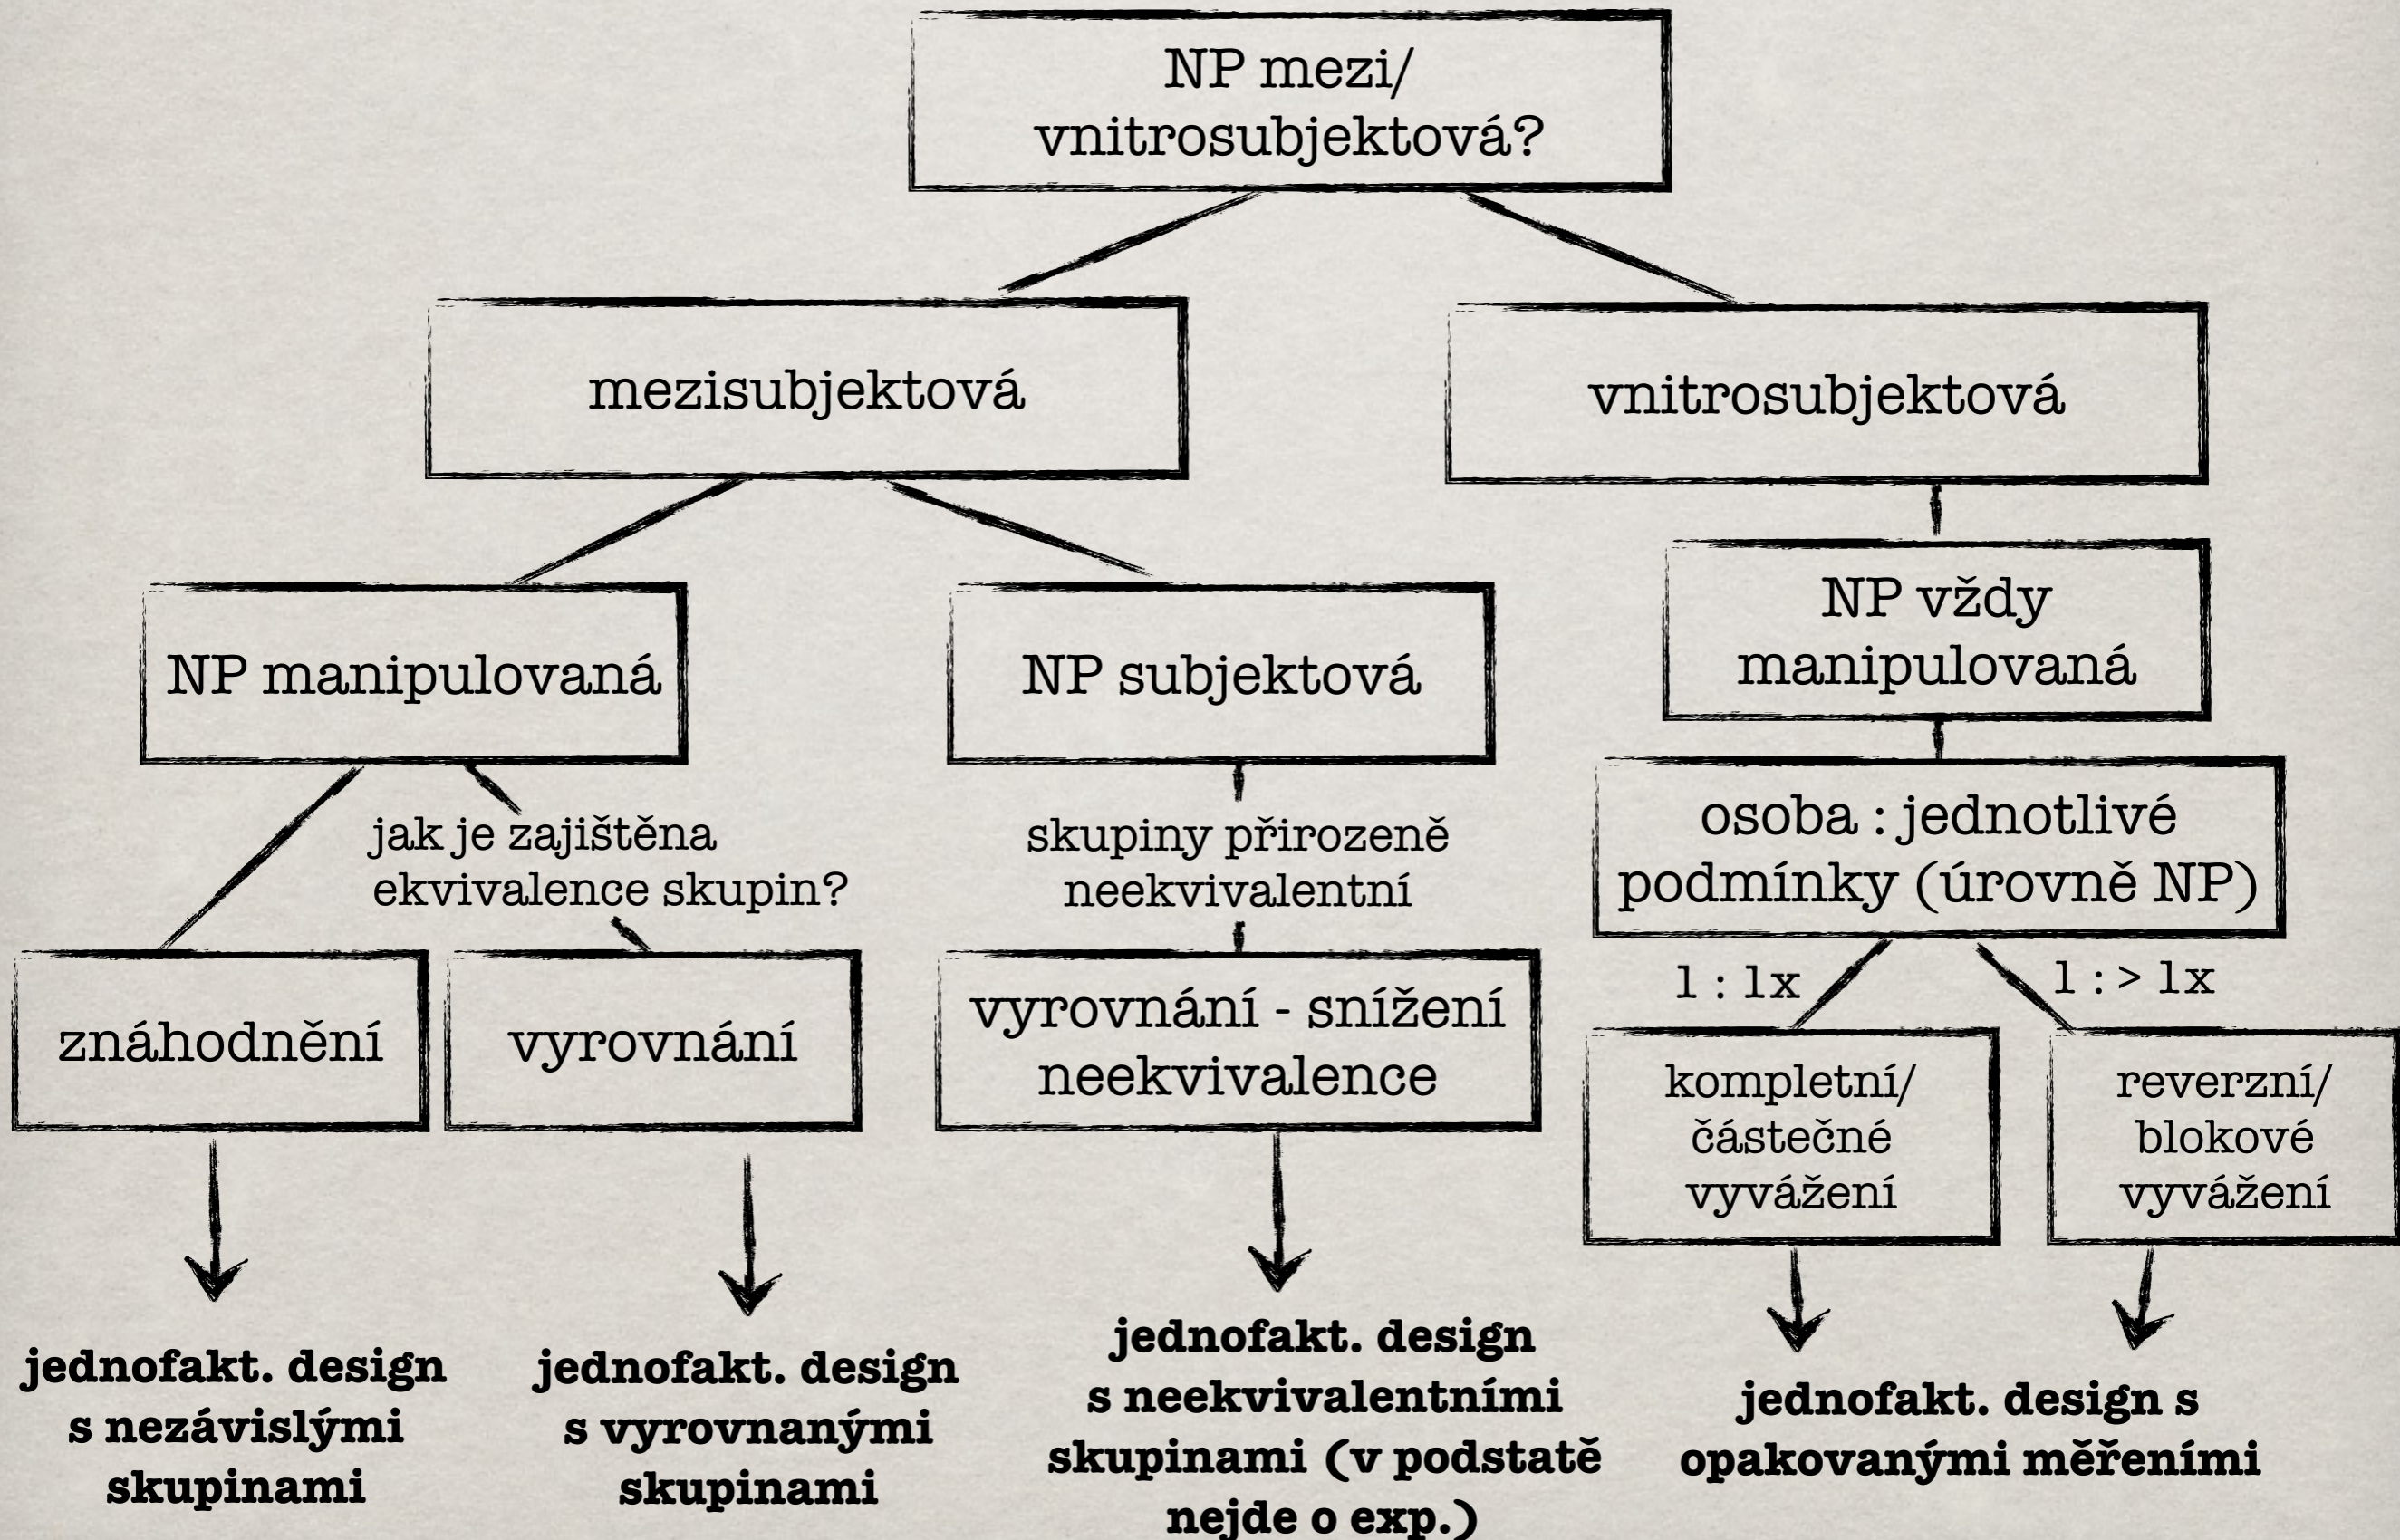 NP mezi/
vnitrosubjektová?
mezisubjektová
vnitrosubjektová
NP manipulovaná
NP subjektová
NP vždy
manipulovaná
jak je zajištěna
ekvivalence skupin?
skupiny přirozeně
neekvivalentní
osoba : jednotlivé
podmínky (úrovně NP)
1 : 1x
1 : > 1x
znáhodnění
vyrovnání
vyrovnání - snížení
neekvivalence
kompletní/
částečné
vyvážení
reverzní/
blokové
vyvážení
jednofakt. design
s nezávislými
skupinami
jednofakt. design
s vyrovnanými
skupinami
jednofakt. design
s neekvivalentními
skupinami (v podstatě
nejde o exp.)
jednofakt. design s
opakovanými měřeními